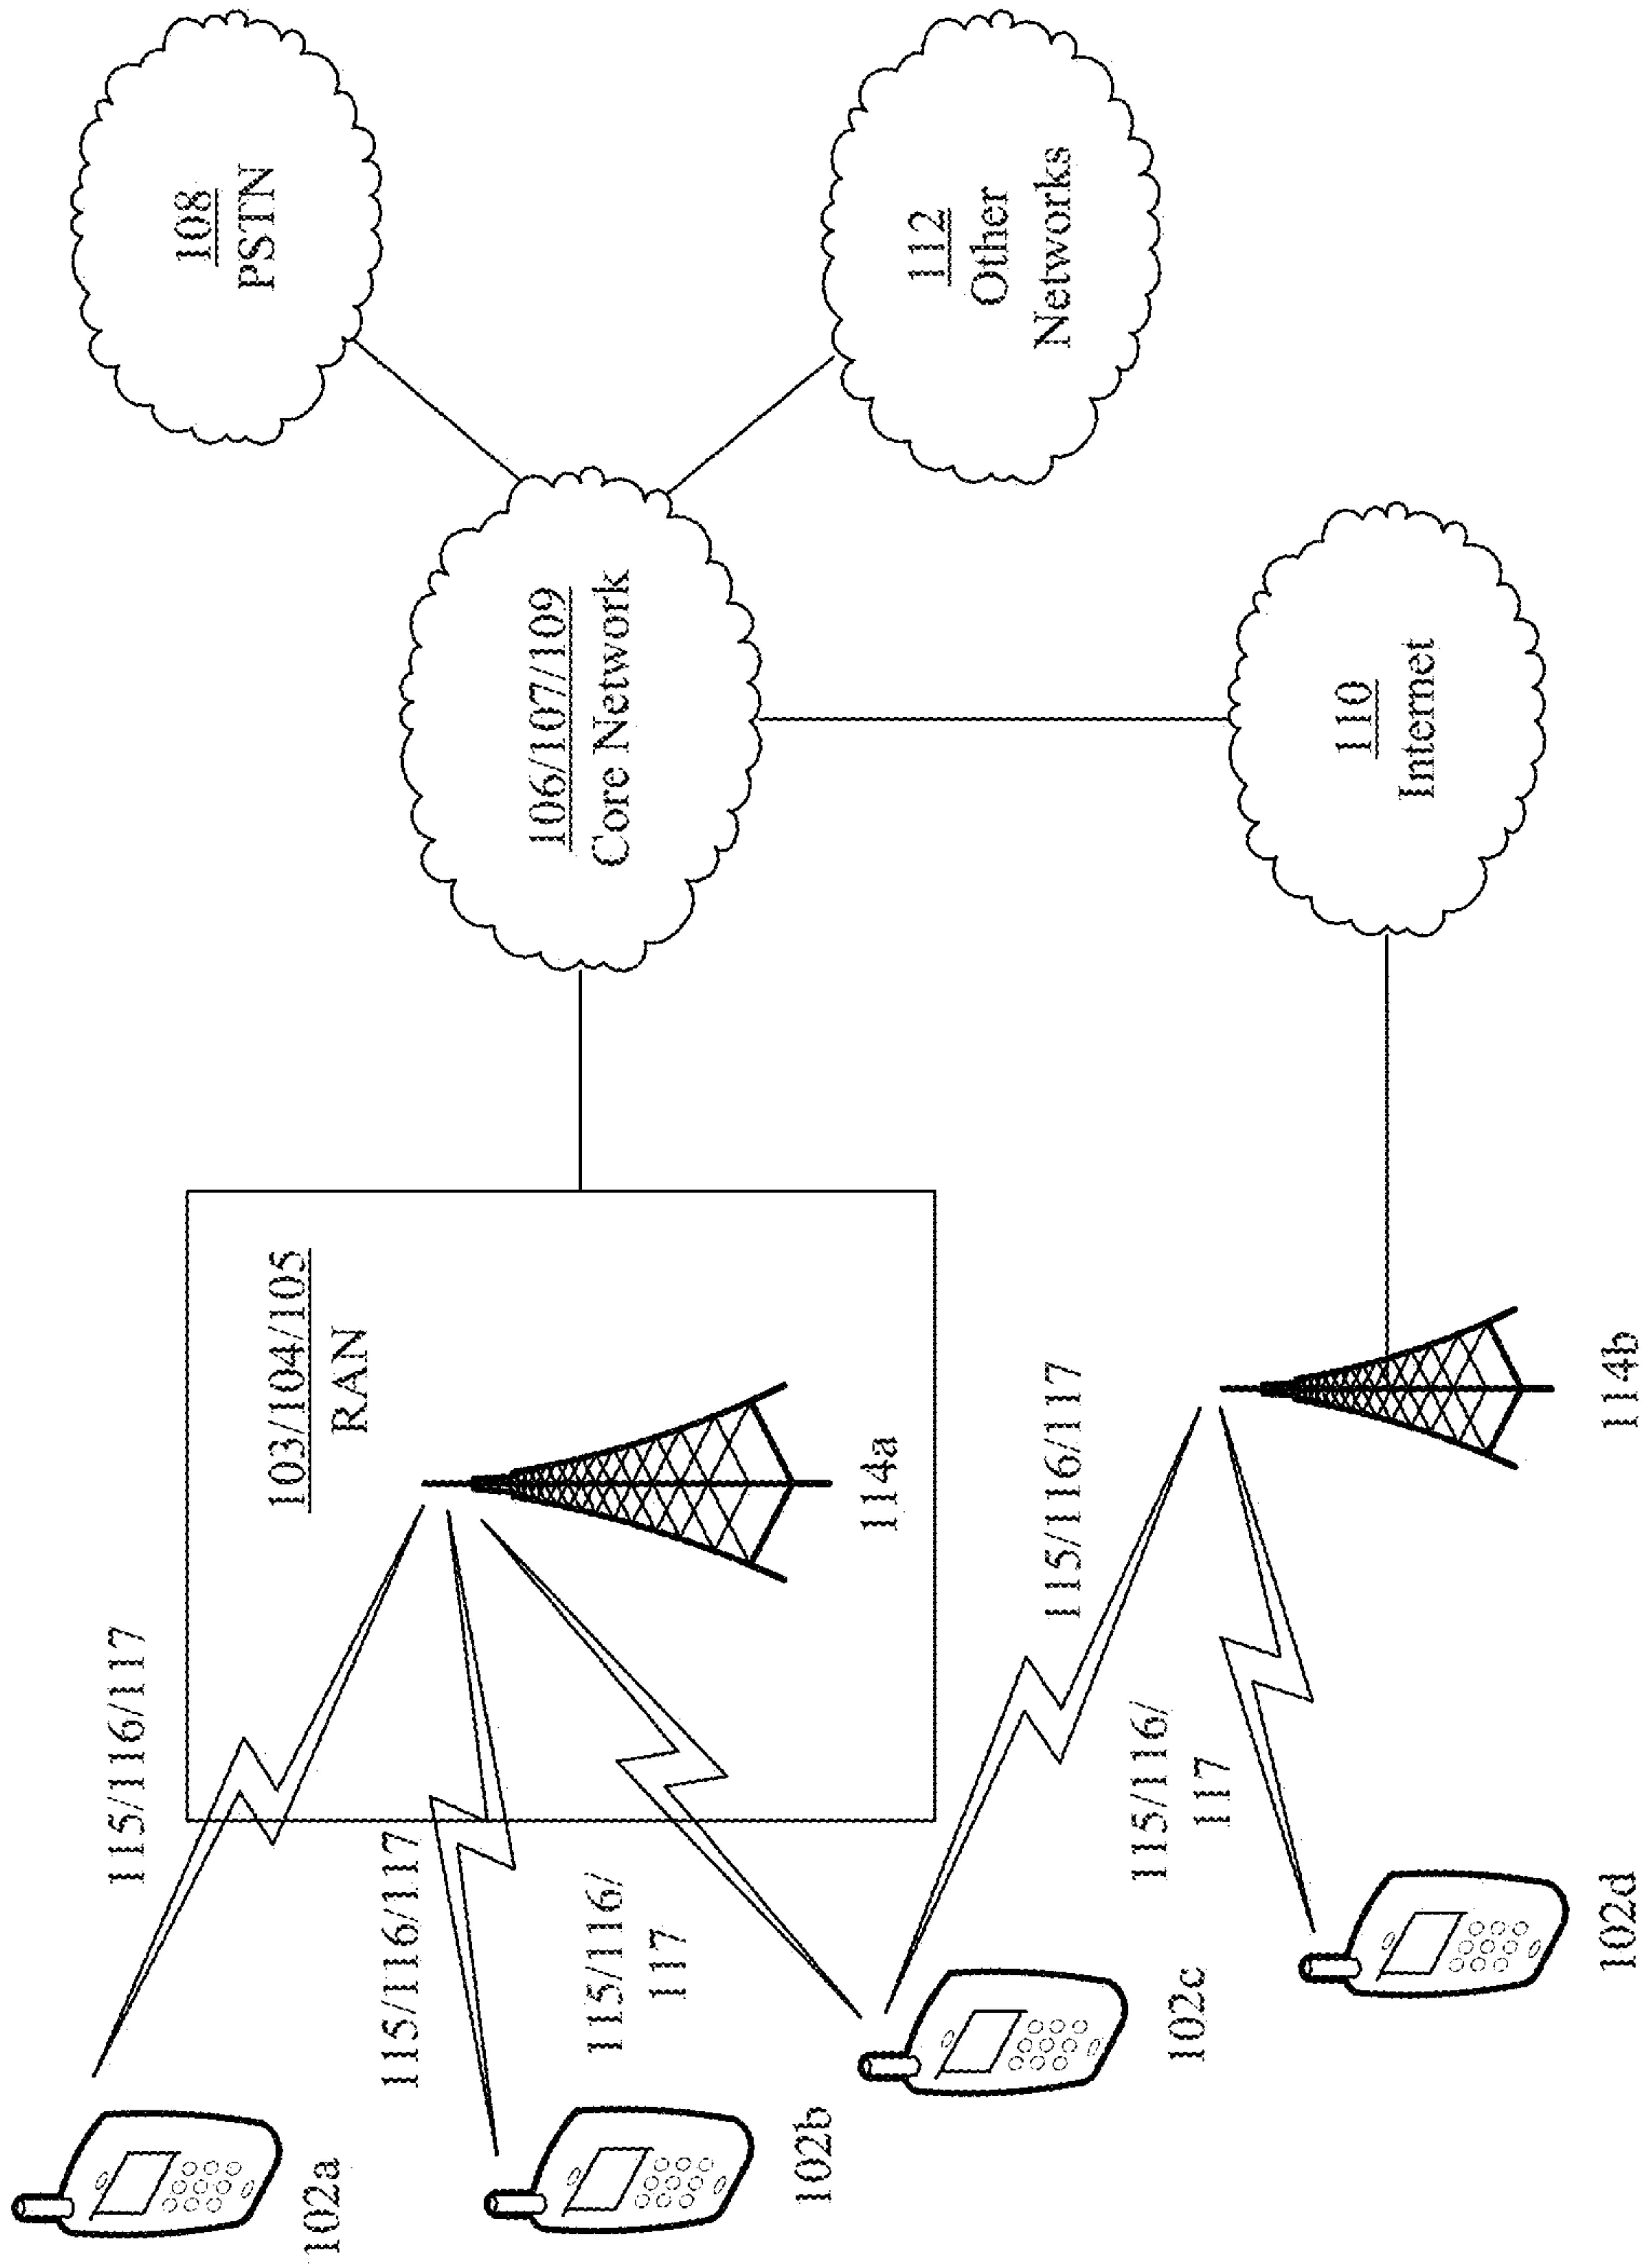 115/116/117
108
PSTN
103/104/105
RAN
102a
115/116/117
106/107/109
Core Network
115/116/
117
102b
114a
112
Other
Networks
115/116/117
115/116/
117
102c
110
Internet
102d
114b